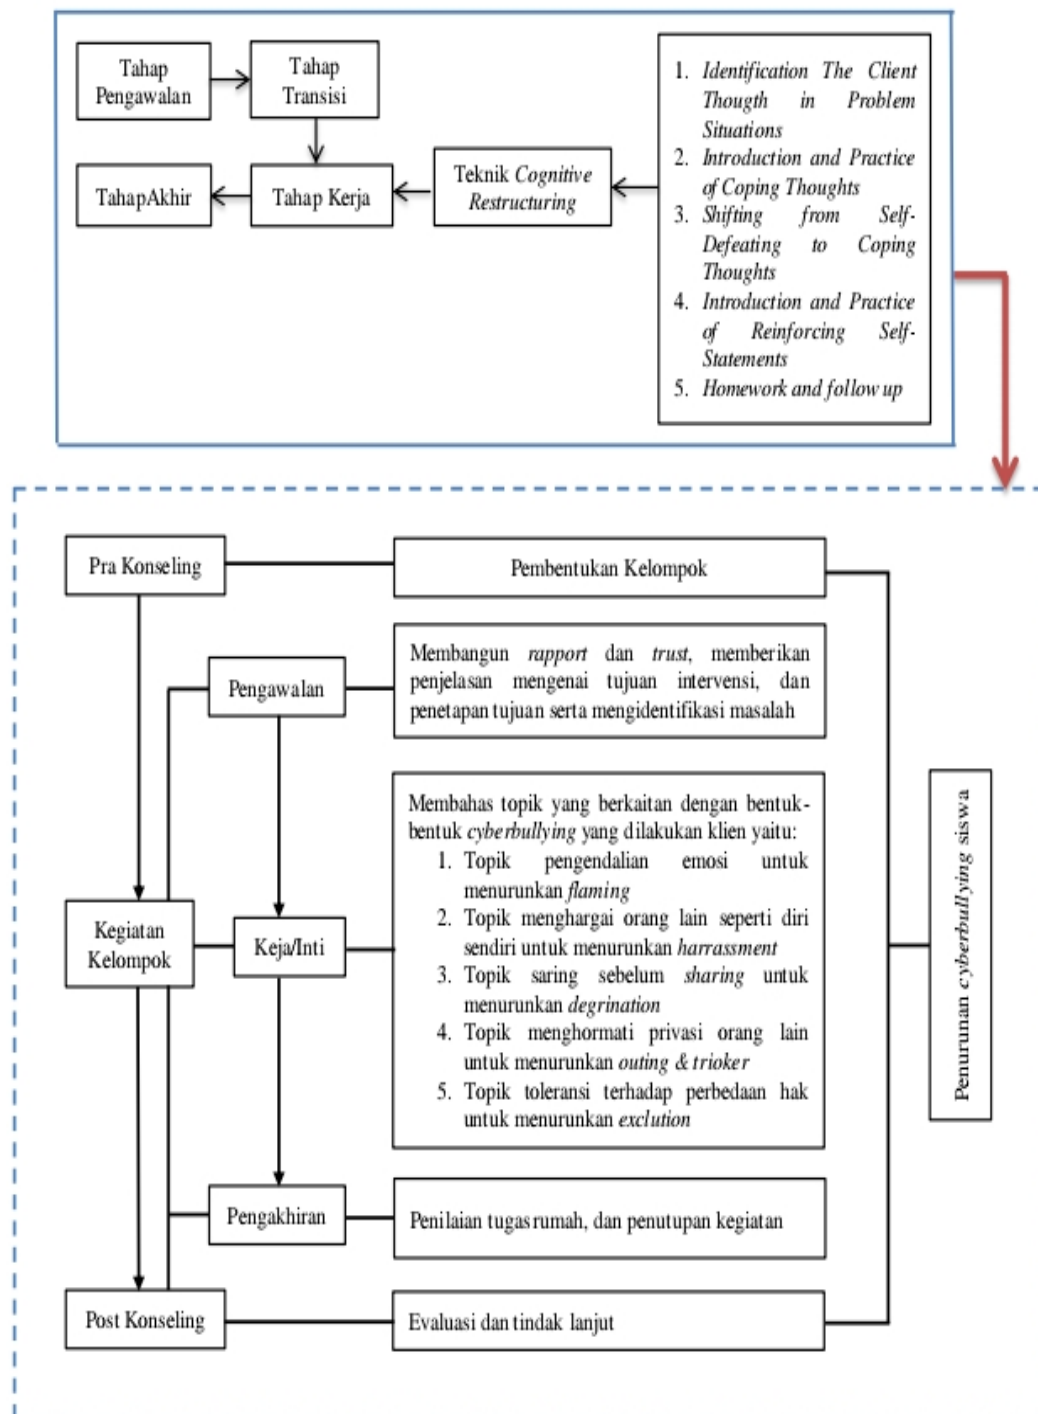 Tahap
Pengawalan
Tahap
Transisi
TahapAkhir
Tahap Kerja
Teknik Cognitive
Restructuring
1. Identification The Client
Thougth in Problem
Situations
2. Introduction and Practice
of Coping Thoughts
3. Shifting from Self-
Defeating to Coping
Thoughts
4. Introduction and Practice
of Reinforcing Self-
Statements
5. Homework and follow up
Pra Konseling
Pembentukan Kelompok
Pengawalan
Membangun rapport dan trust, memberikan
penjelasan mengenai tujuan intervensi, dan
penetapan tujuan serta mengidentifikasi masalah
Kegiatan
Kelompok
Keja/Inti
Membahas topik yang berkaitan dengan bentuk-
bentuk cyberbullying yang dilakukan klien yaitu:
1. Topik pengendalian emosi untuk
menurunkan flaming
2. Topik menghargai orang lain seperti diri
sendiri untuk menurunkan harrassment
3. Topik saring sebelum sharing untuk
menurunkan degrination
4. Topik menghormati privasi orang lain
untuk menurunkan outing & trioker
5. Topik toleransi terhadap perbedaan hak
untuk menurunkan exclution
Pengakhiran
Penilaian tugas rumah, dan penutupan kegiatan
Post Konseling
Evaluasi dan tindak lanjut
Penurunan cyberbullying siswa